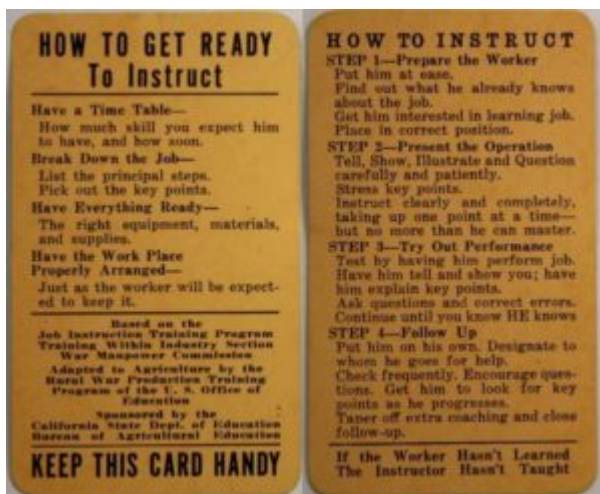 HOW TO GET READY
To Instruct
Have a Time Table—
How much skill you expect him
to have, and how soon.
Break Down the Job—
List the principal steps.
Pick out the key points.
Have Everything Ready—
The right equipment, materials,
and supplies.
Have the Work Place
Properly Arranged—
Just as the worker will be expect-
ed to keep it.
Based on the
Job Instruction Training Program
Training Within Industry Section
War Manpower Commission
Adapted to Agriculture by the
Rural War Production Training
Program of the U. S. Office of
Education
Sponsored by the
California State Dept. of Education
Bureau of Agricultural Education
KEEP THIS CARD HANDY
HOW TO INSTRUCT
STEP 1—Prepare the Worker
Put him at ease.
Find out what he already knows
about the job.
Get him interested in learning job.
Place in correct position.
STEP 2—Present the Operation
Tell, Show, Illustrate and Question
carefully and patiently.
Stress key points.
Instruct clearly and completely,
taking up one point at a time—
but no more than he can master.
STEP 3—Try Out Performance
Test by having him perform job.
Have him tell and show you; have
him explain key points.
Ask questions and correct errors.
Continue until you know HE knows
STEP 4—Follow Up
Put him on his own. Designate to
whom he goes for help.
Check frequently. Encourage ques-
tions. Get him to look for key
points as he progresses.
Taper off extra coaching and close
follow-up.
If the Worker Hasn't Learned
The Instructor Hasn't Taught